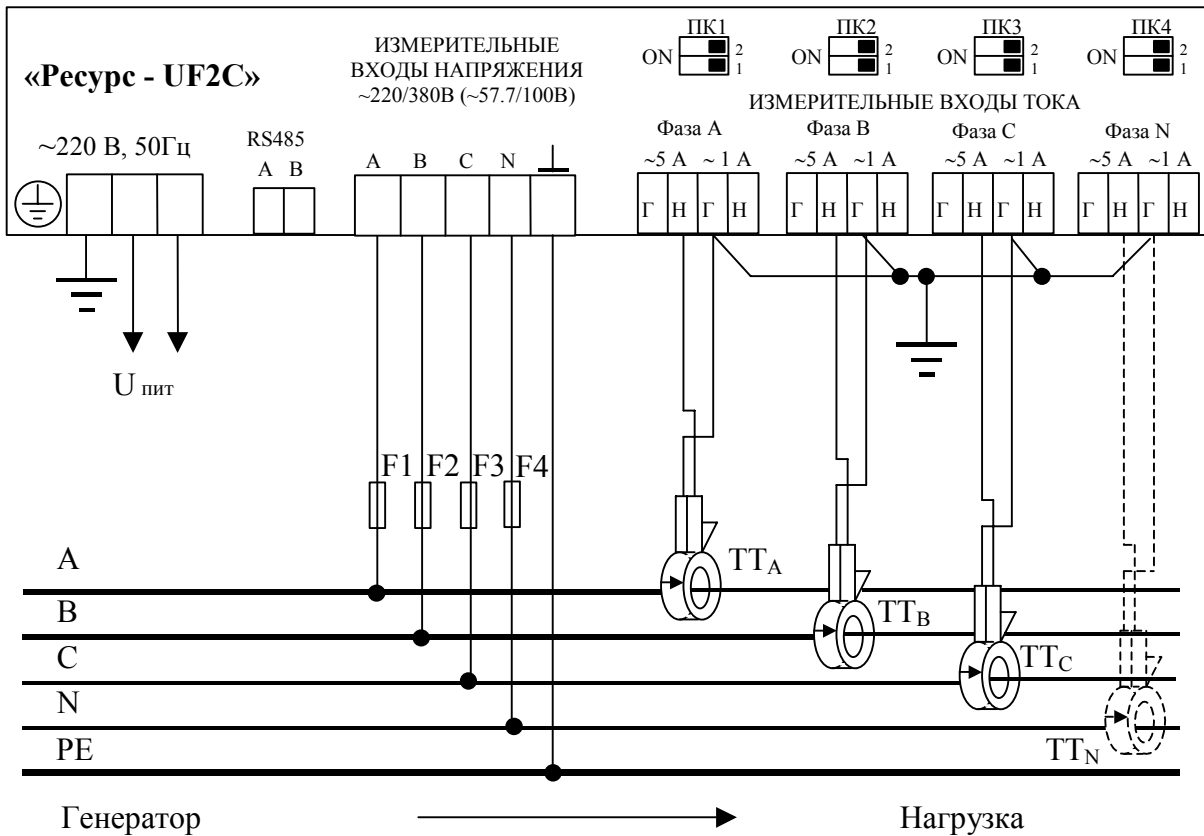 ПК1 ПК2 ПК3 ПК4
ON 2 ON 2 ON 2 ON 2
1 1 1 1
«Ресурс - UF2C»
ИЗМЕРИТЕЛЬНЫЕ
ВХОДЫ НАПРЯЖЕНИЯ
~220/380В (~57.7/100В)
ИЗМЕРИТЕЛЬНЫЕ ВХОДЫ ТОКА
~220 В, 50Гц
RS485
A B
A B C N
Фаза A Фаза B Фаза C Фаза N
~5 A ~ 1 A ~5 A ~1 A ~5 A ~1 A ~5 A ~1 A
Г Н Г Н Г Н Г Н Г Н Г Н Г Н Г Н
U пит
F1 F2 F3 F4
A
TTA
B
TTB
C
TTC
N
TTN
PE
Генератор Нагрузка